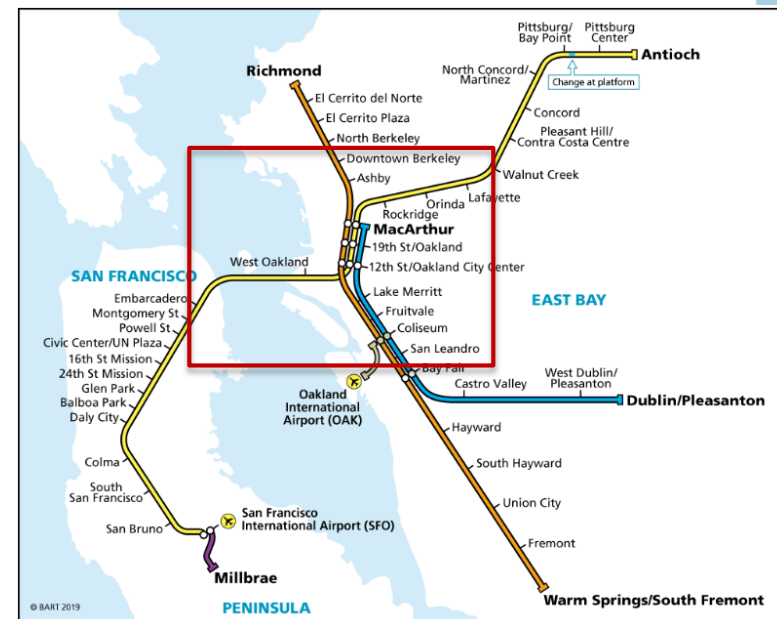 Pittsburg/
Bay Point
Pittsburg
Center
Antioch
North Concord/
Martinez
Change at platform
Richmond
El Cerrito del Norte
El Cerrito Plaza
North Berkeley
Downtown Berkeley
Ashby
Concord
Pleasant Hill/
Contra Costa Centre
Walnut Creek
Lafayette
Orinda
Rockridge
MacArthur
19th St/Oakland
12th St/Oakland City Center
West Oakland
SAN FRANCISCO
EAST BAY
Lake Merritt
Fruitvale
Coliseum
San Leandro
Bay Fair
Embarcadero
Montgomery St
Powell St
Civic Center/UN Plaza
16th St Mission
24th St Mission
Glen Park
Balboa Park
Daly City
Colma
South
San Francisco
San Bruno
San Francisco
International Airport (SFO)
Millbrae
Oakland
International
Airport (OAK)
Castro Valley
West Dublin/
Pleasanton
Dublin/Pleasanton
Hayward
South Hayward
Union City
Fremont
Warm Springs/South Fremont
© BART 2019
PENINSULA